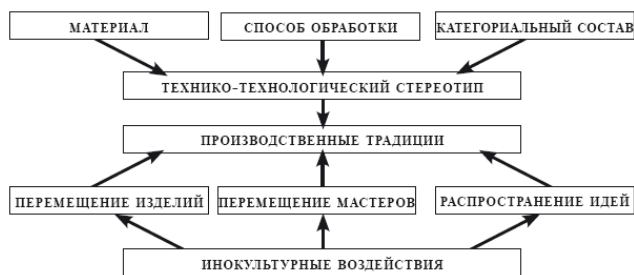 МАТЕРИАЛ
СПОСОБ ОБРАБОТКИ
КАТЕГОРИАЛЬНЫЙ СОСТАВ
ТЕХНИКО-ТЕХНОЛОГИЧЕСКИЙ СТЕРЕОТИП
ПРОИЗВОДСТВЕННЫЕ ТРАДИЦИИ
ПЕРЕМЕЩЕНИЕ ИЗДЕЛИЙ
ПЕРЕМЕЩЕНИЕ МАСТЕРОВ
РАСПРОСТРАНЕНИЕ ИДЕЙ
ИНОКУЛЬТУРНЫЕ ВОЗДЕЙСТВИЯ